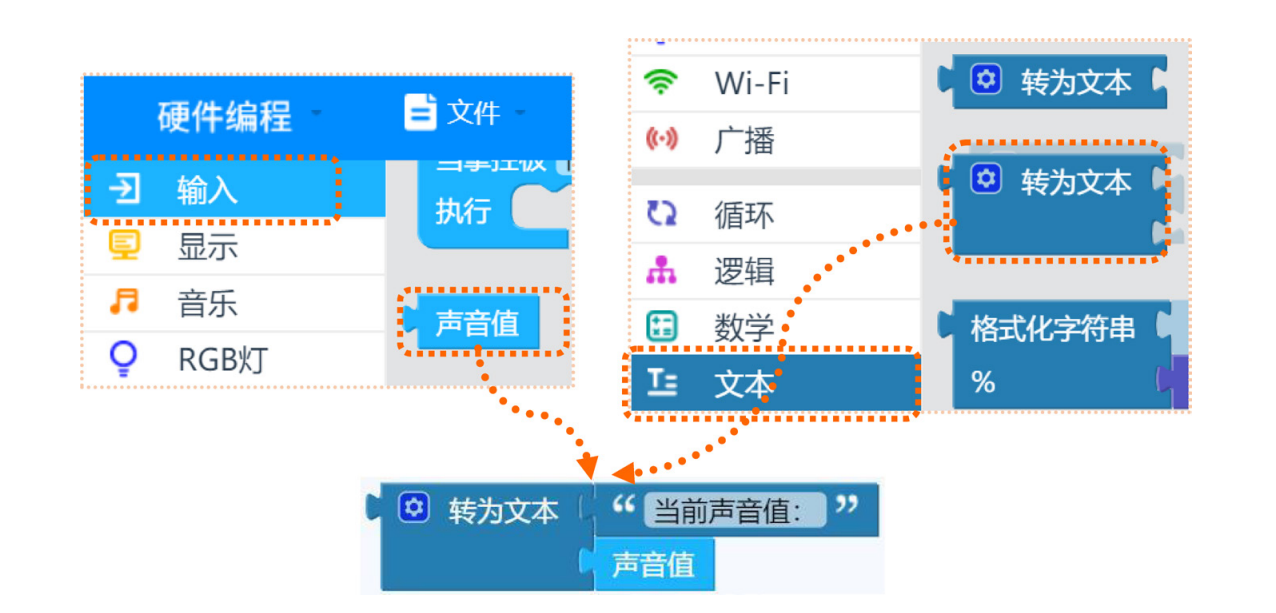 硬件编程
文件
输入
执行
显示
音乐
声音值
RGB灯
Wi-Fi
转为文本
广播
转为文本
循环
逻辑
数学
格式化字符串
文本
%
转为文本 “ 当前声音值： ”
声音值